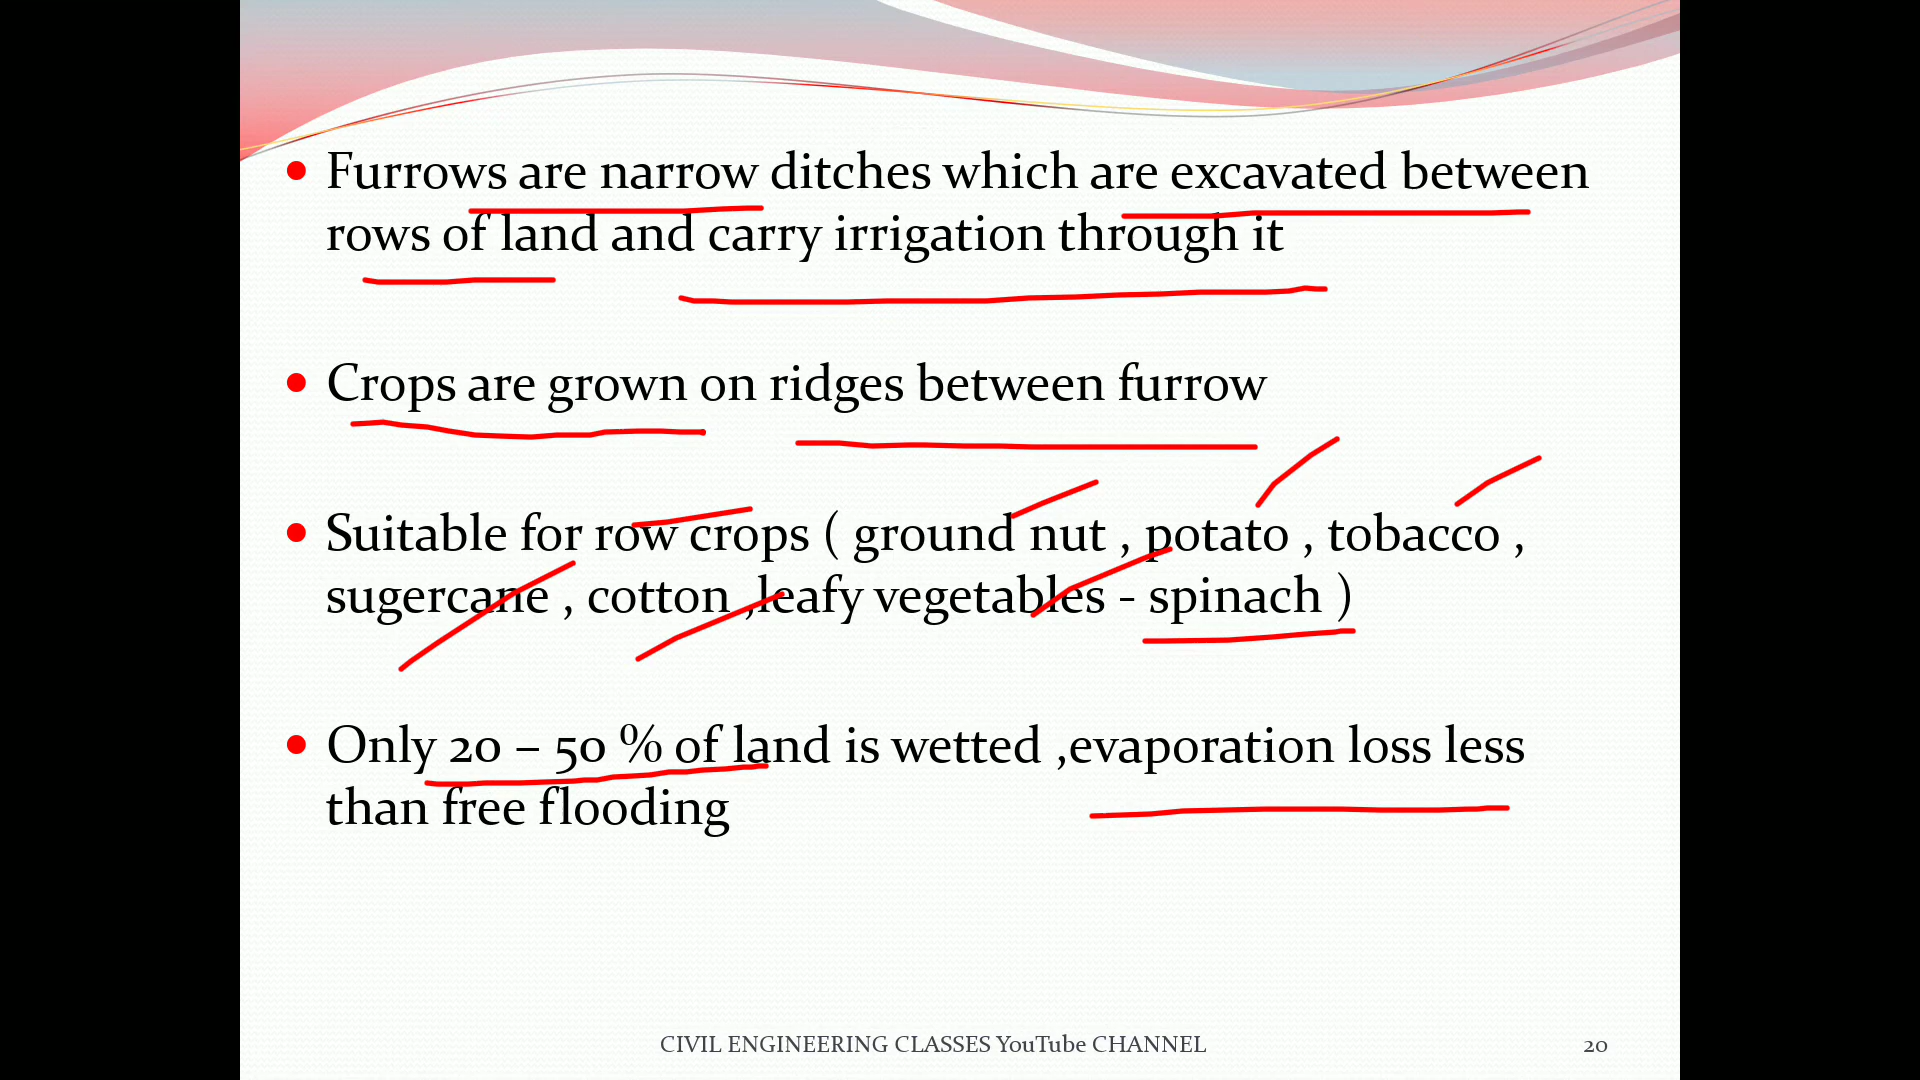 Furrows are narrow ditches which are excavated between
rows of land and carry irrigation through it
Crops are grown on ridges between furrow
Suitable for row crops ( ground nut , potato , tobacco ,
sugercane , cotton ,leafy vegetables - spinach )
Only 20 – 50 % of land is wetted ,evaporation loss less
than free flooding
CIVIL ENGINEERING CLASSES YouTube CHANNEL
20